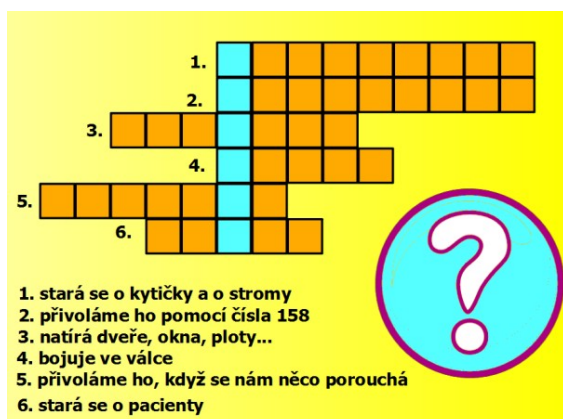 1.
2.
3.
4.
5.
6.
?
1. stará se o kytičky a o stromy
2. přivoláme ho pomocí čísla 158
3. natírá dveře, okna, ploty...
4. bojuje ve válce
5. přivoláme ho, když se nám něco porouchá
6. stará se o pacienty